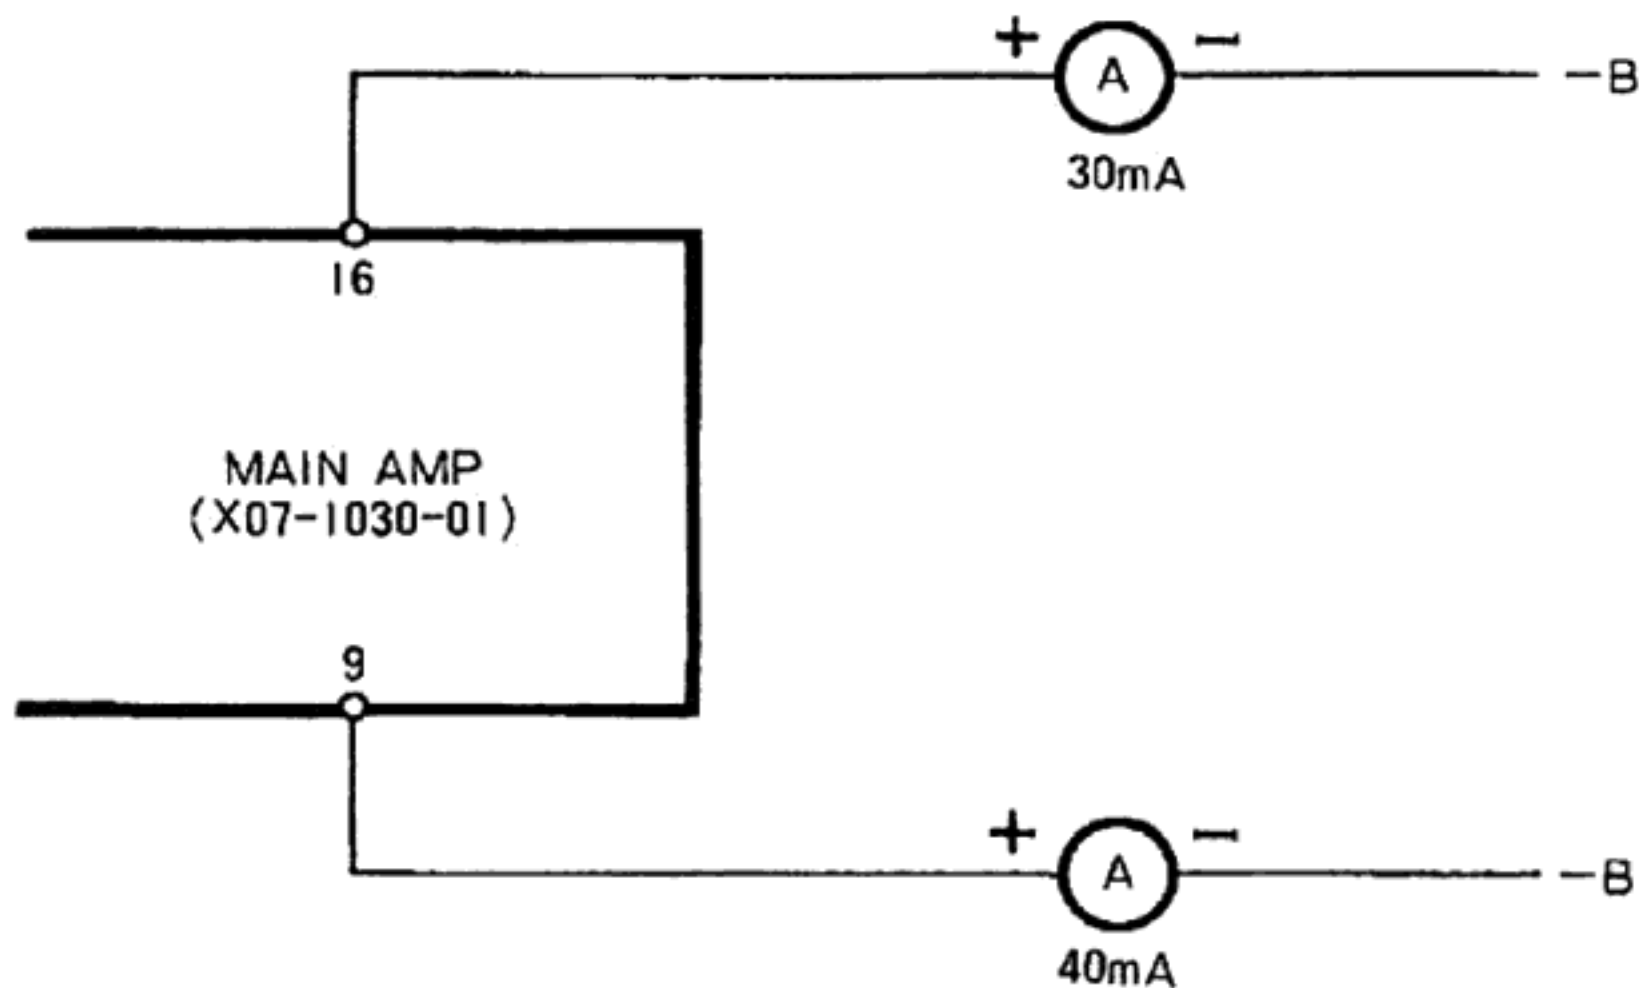 + A − −B
30mA
16
MAIN AMP
(X07-1030-01)
9
+ A − −B
40mA